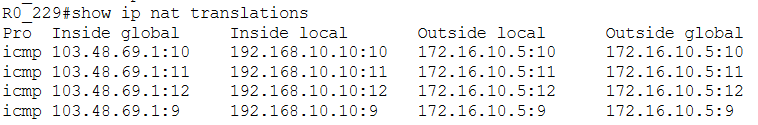 R0_229#show ip nat translations
Pro  Inside global     Inside local       Outside local      Outside global
icmp 103.48.69.1:10    192.168.10.10:10   172.16.10.5:10     172.16.10.5:10
icmp 103.48.69.1:11    192.168.10.10:11   172.16.10.5:11     172.16.10.5:11
icmp 103.48.69.1:12    192.168.10.10:12   172.16.10.5:12     172.16.10.5:12
icmp 103.48.69.1:9     192.168.10.10:9    172.16.10.5:9      172.16.10.5:9